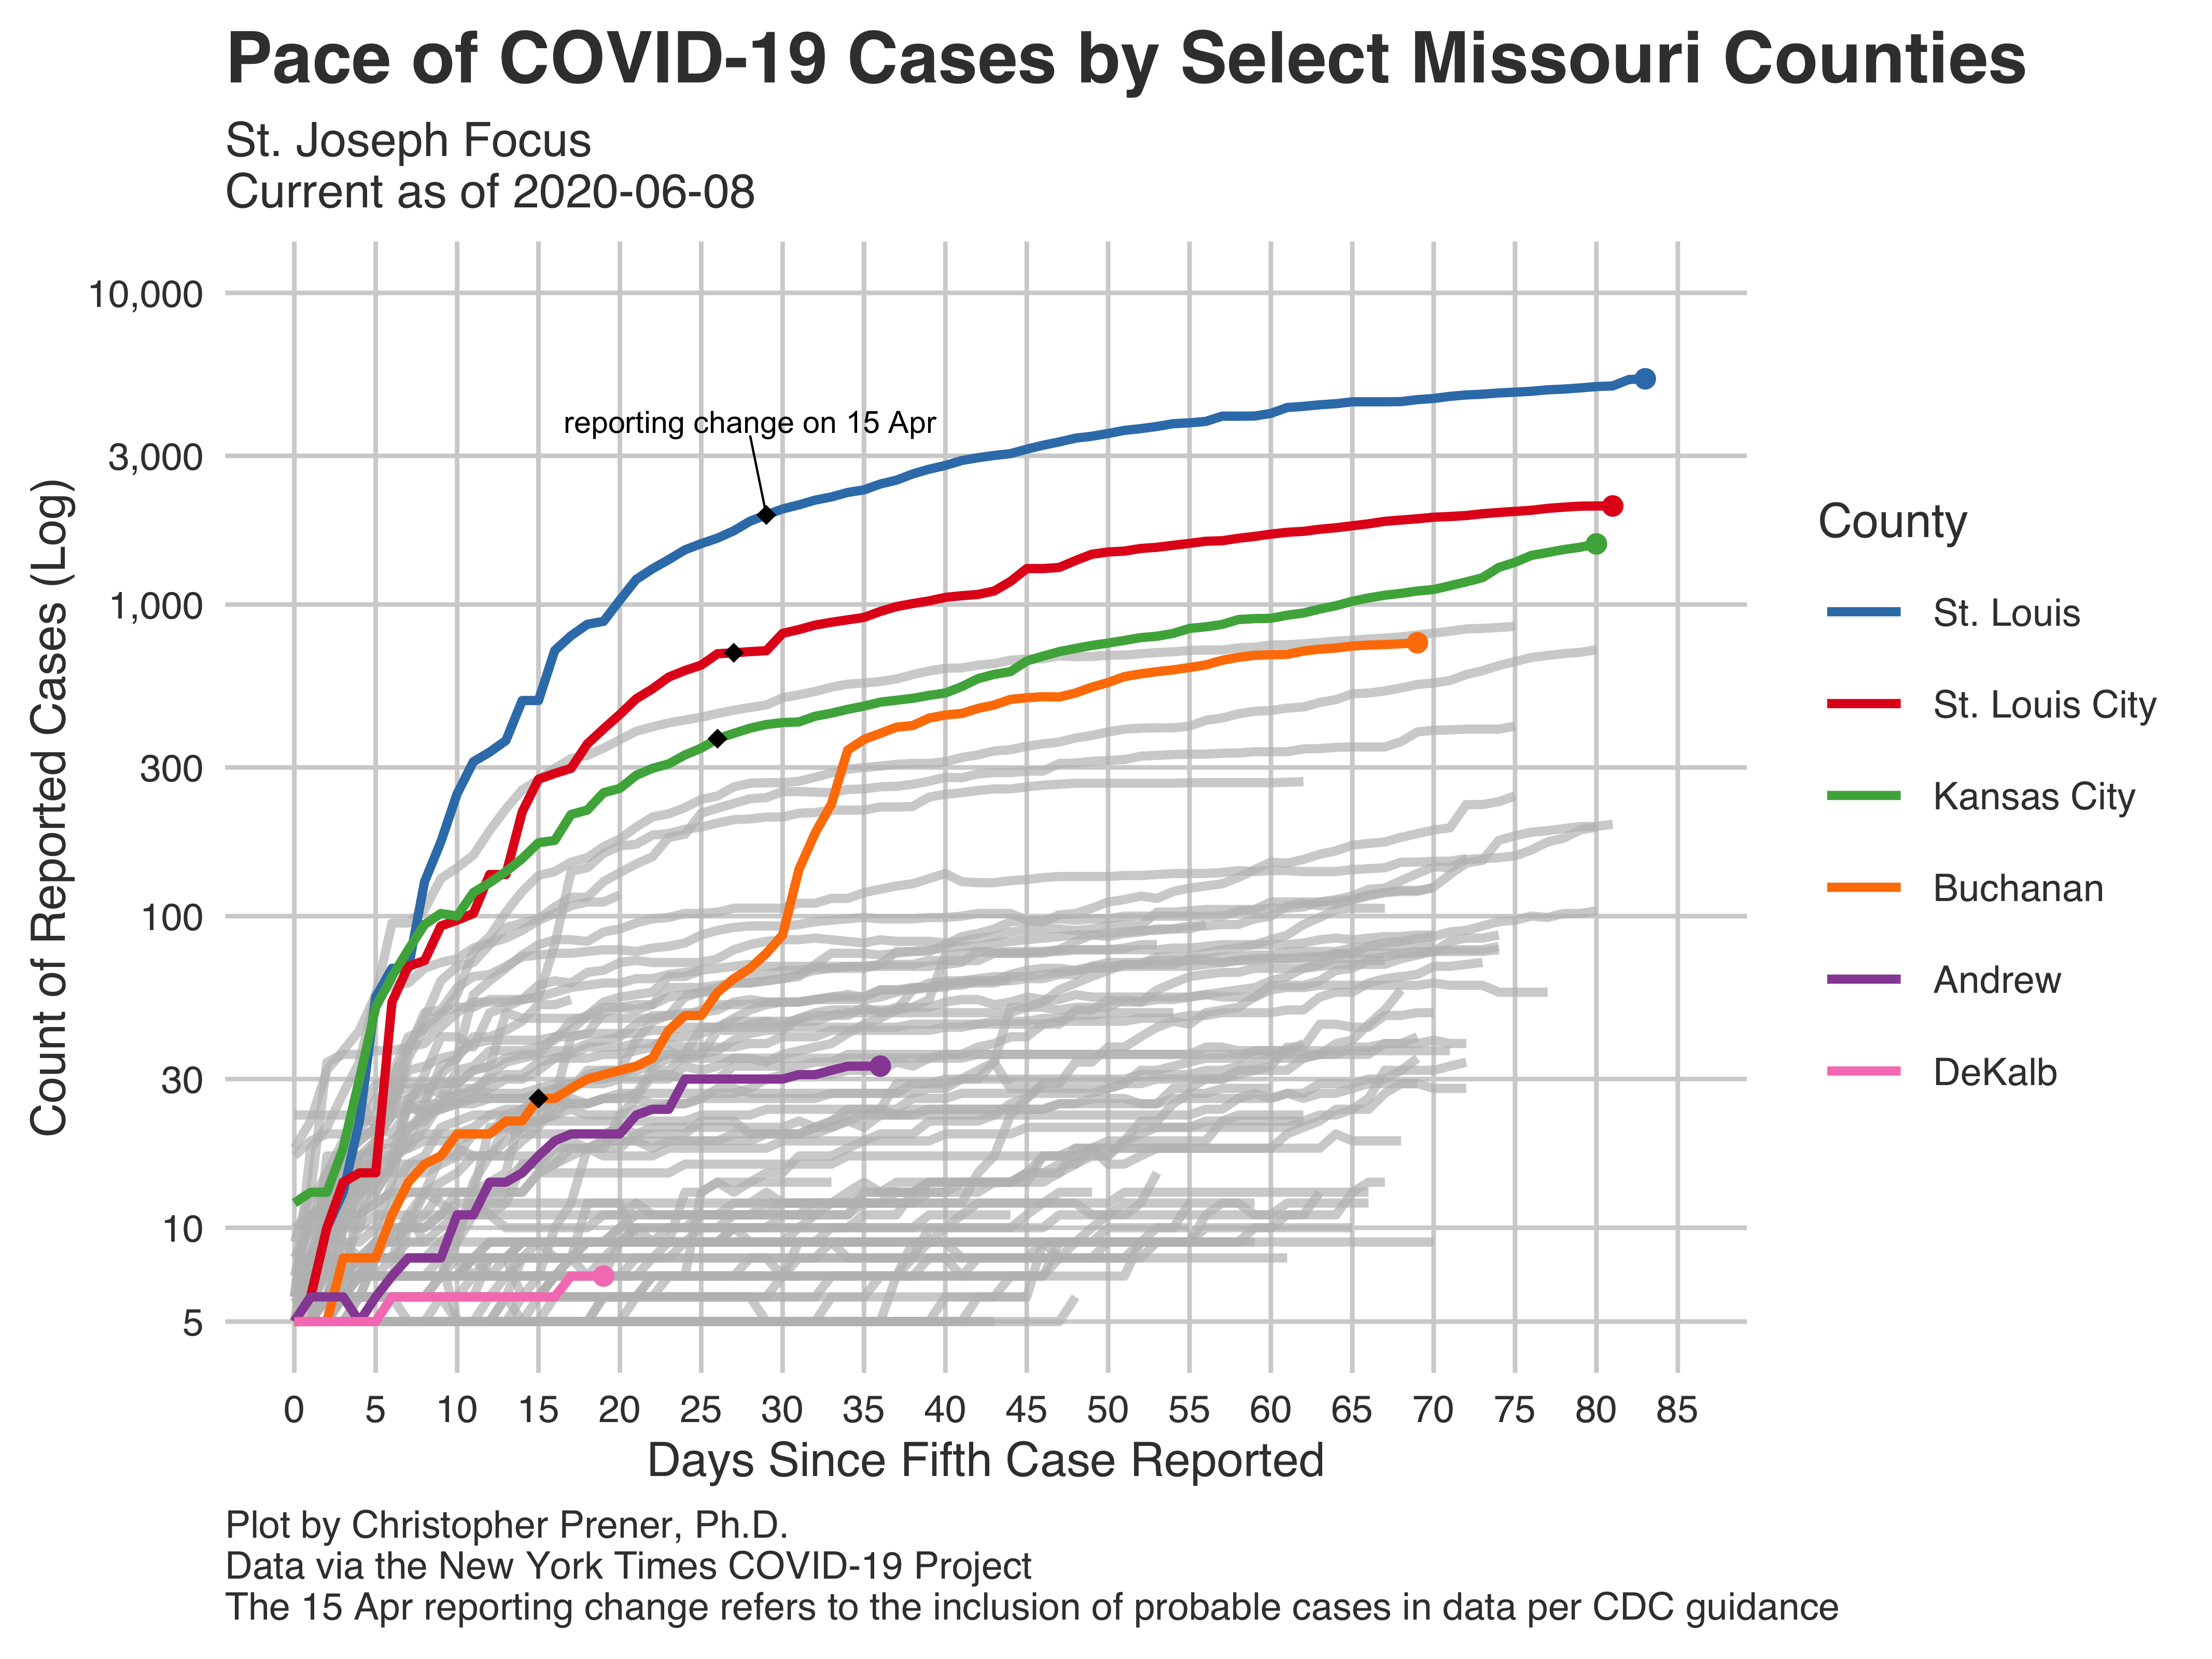 Pace of COVID-19 Cases by Select Missouri Counties
St. Joseph Focus
Current as of 2020-06-08
10,000
3,000
1,000
300
100
30
10
5
Count of Reported Cases (Log)
reporting change on 15 Apr
0 5 10 15 20 25 30 35 40 45 50 55 60 65 70 75 80 85
Days Since Fifth Case Reported
County
St. Louis
St. Louis City
Kansas City
Buchanan
Andrew
DeKalb
Plot by Christopher Prener, Ph.D.
Data via the New York Times COVID-19 Project
The 15 Apr reporting change refers to the inclusion of probable cases in data per CDC guidance